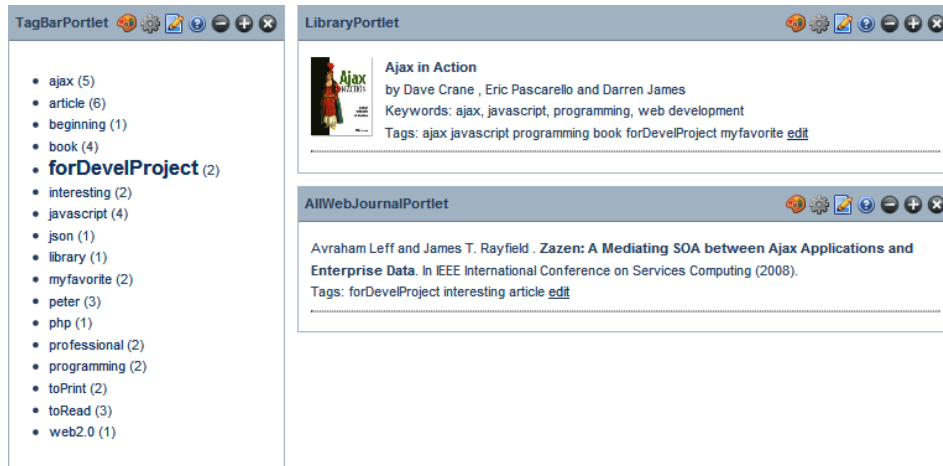 TagBarPortlet
ajax (5)
article (6)
beginning (1)
book (4)
forDevelProject (2)
interesting (2)
javascript (4)
json (1)
library (1)
myfavorite (2)
peter (3)
php (1)
professional (2)
programming (2)
toPrint (2)
toRead (3)
web2.0 (1)
LibraryPortlet
Ajax
IN ACTION
Ajax in Action
by Dave Crane , Eric Pascarello and Darren James
Keywords: ajax, javascript, programming, web development
Tags: ajax javascript programming book forDevelProject myfavorite edit
AllWebJournalPortlet
Avraham Leff and James T. Rayfield . Zazen: A Mediating SOA between Ajax Applications and
Enterprise Data. In IEEE International Conference on Services Computing (2008).
Tags: forDevelProject interesting article edit